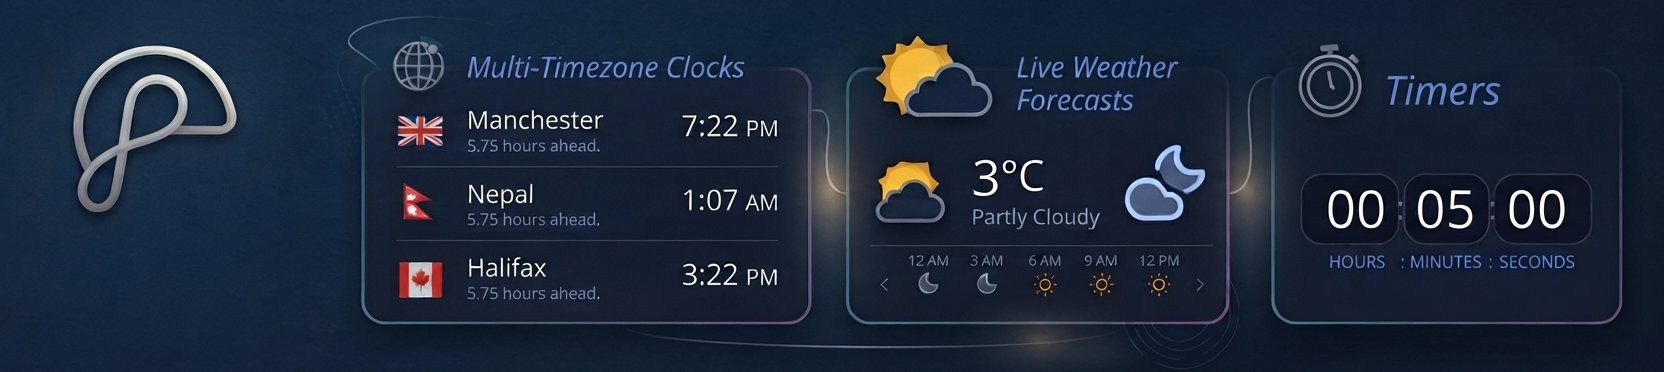 Multi-Timezone Clocks
Manchester
7:22 PM
5.75 hours ahead.
Nepal
1:07 AM
5.75 hours ahead.
Halifax
3:22 PM
5.75 hours ahead.
Live Weather
Forecasts
3°C
Partly Cloudy
12 AM 3 AM 6 AM 9 AM 12 PM
Timers
00 : 05 : 00
HOURS : MINUTES : SECONDS